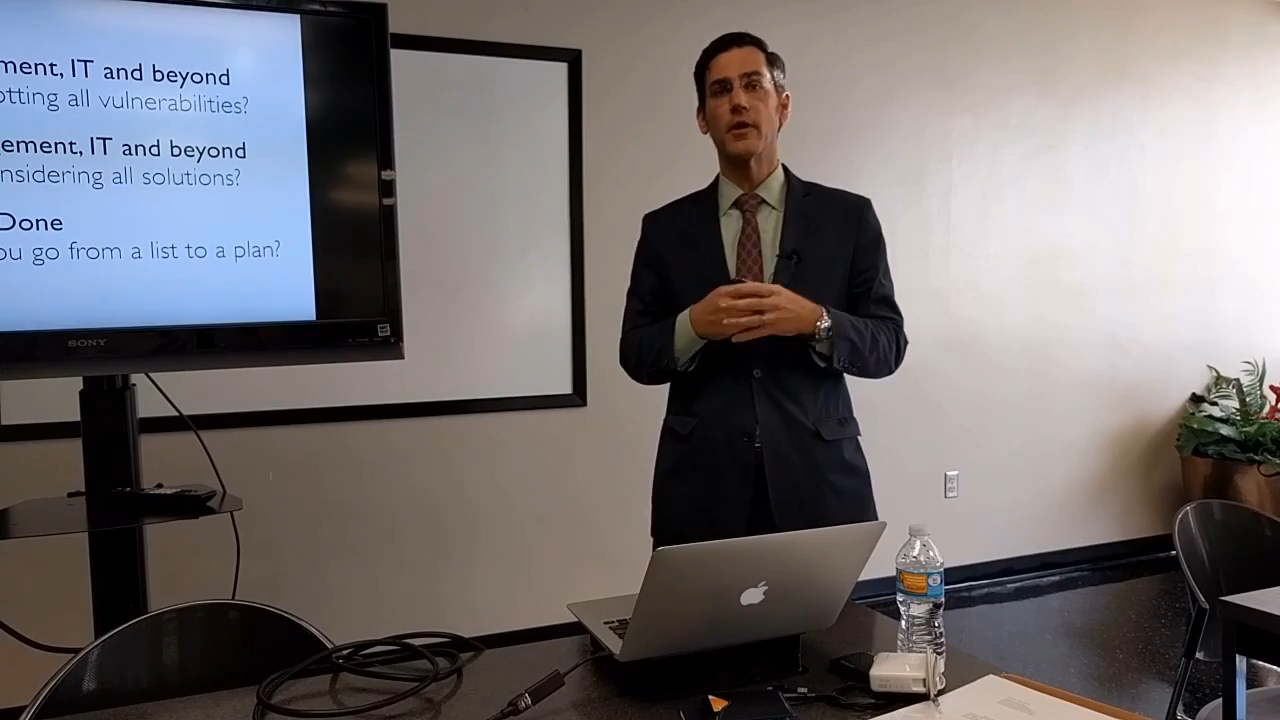 ment, IT and beyond
otting all vulnerabilities?
ement, IT and beyond
nsidering all solutions?
Done
ou go from a list to a plan?
SONY